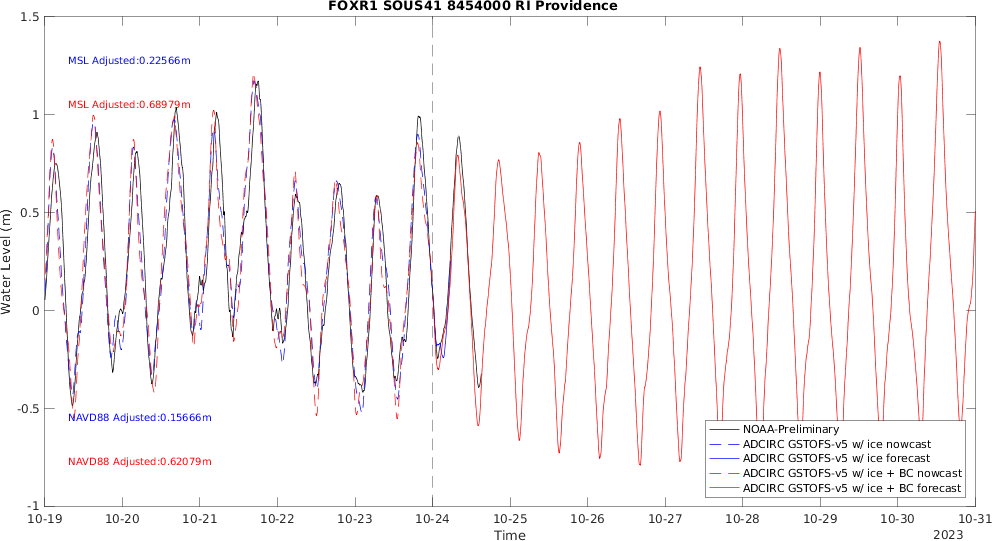 FOXR1 SOUS41 8454000 RI Providence
1.5
1
0.5
0
-0.5
-1
Water Level (m)
MSL Adjusted:0.22566m
MSL Adjusted:0.68979m
NAVD88 Adjusted:0.15666m
NAVD88 Adjusted:0.62079m
NOAA-Preliminary
ADCIRC GSTOFS-v5 w/ ice nowcast
ADCIRC GSTOFS-v5 w/ ice forecast
ADCIRC GSTOFS-v5 w/ ice + BC nowcast
ADCIRC GSTOFS-v5 w/ ice + BC forecast
10-19 10-20 10-21 10-22 10-23 10-24 10-25 10-26 10-27 10-28 10-29 10-30 10-31
Time
2023